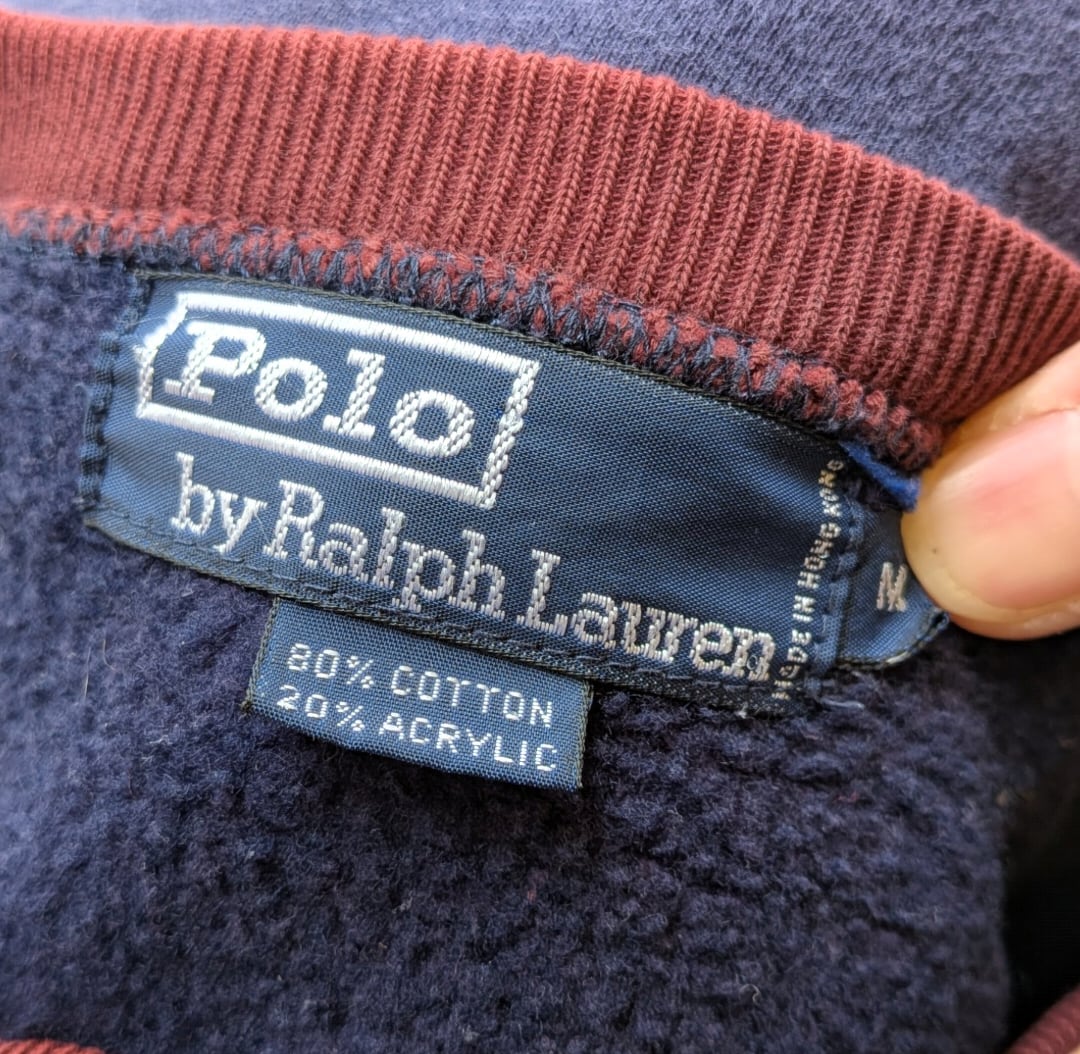 Polo
by Ralph Lauren
MADE IN HONG KONG
M
80% COTTON
20% ACRYLIC